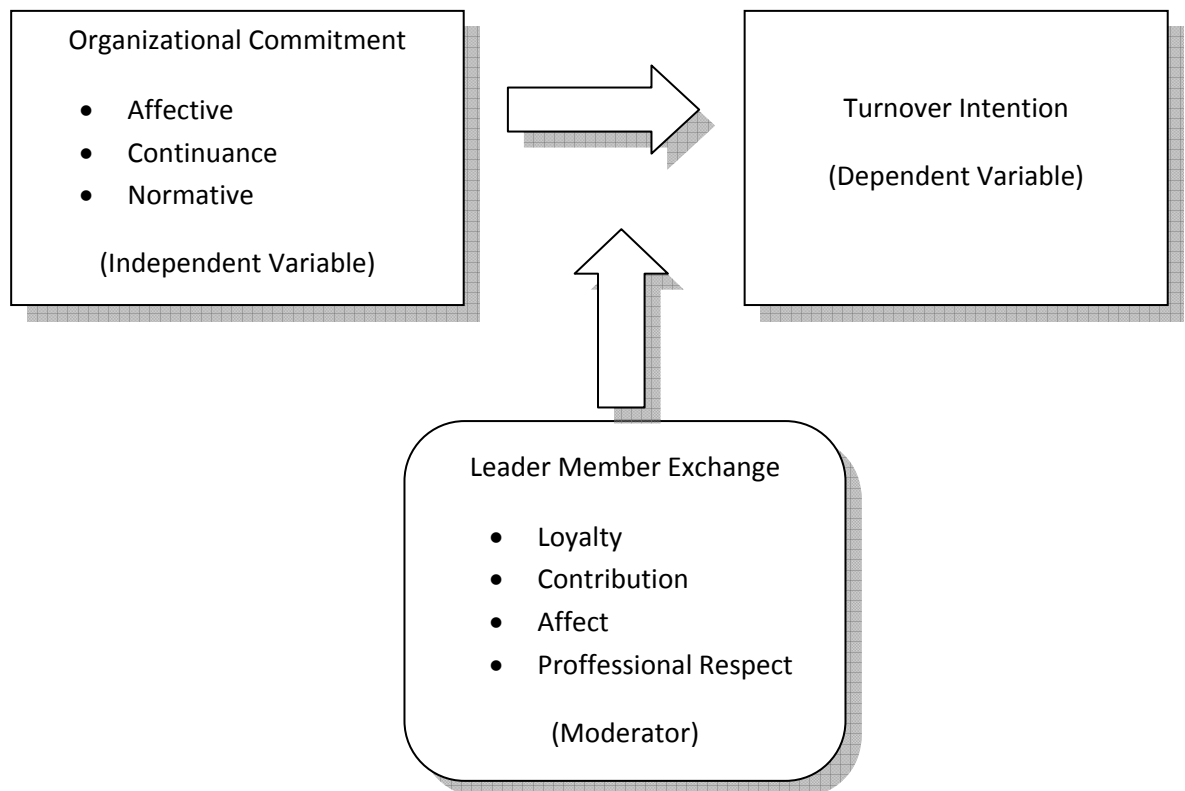 Organizational Commitment
• Affective
• Continuance
• Normative
(Independent Variable)
Turnover Intention
(Dependent Variable)
Leader Member Exchange
• Loyalty
• Contribution
• Affect
• Proffessional Respect
(Moderator)